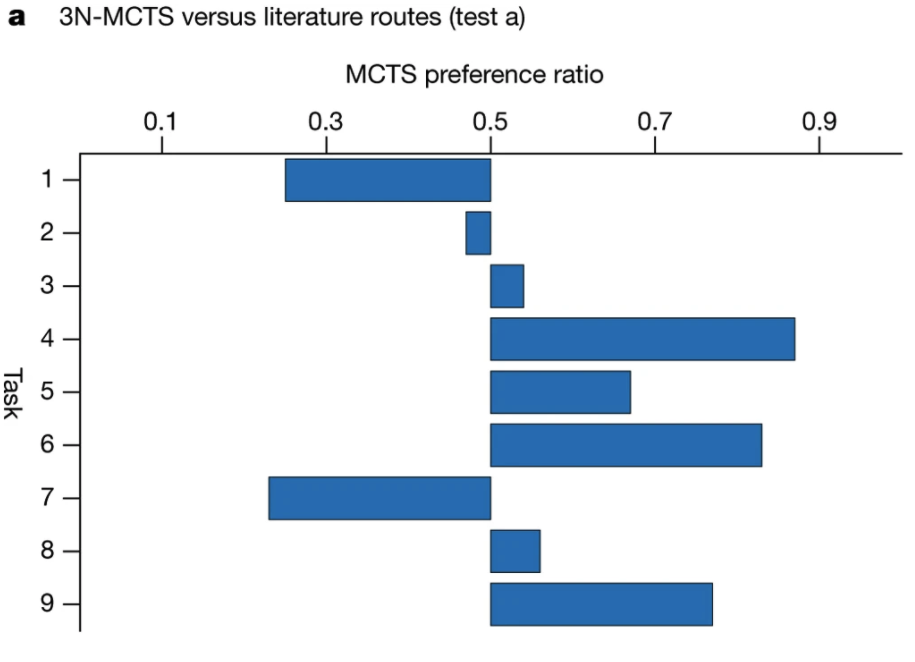 a 3N-MCTS versus literature routes (test a)
MCTS preference ratio
0.1 0.3 0.5 0.7 0.9
1
2
3
4
5
6
7
8
9
Task